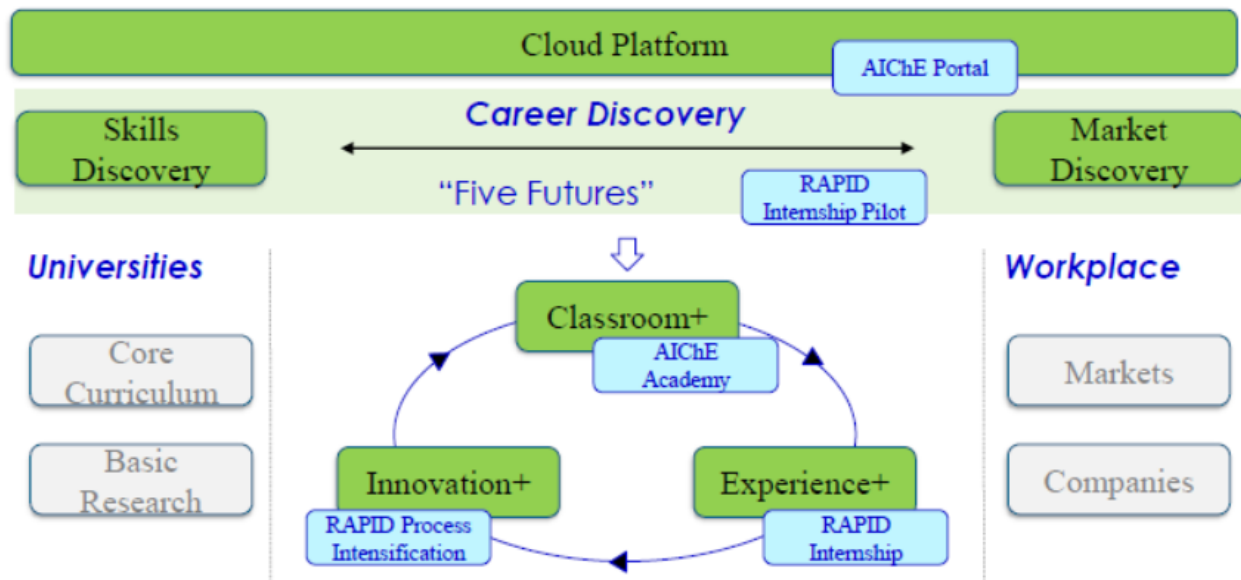 Cloud Platform
AIChE Portal
Skills
Discovery
Career Discovery
Market
Discovery
“Five Futures”
RAPID
Internship Pilot
Universities
Workplace
Classroom+
AIChE
Academy
Core
Curriculum
Markets
Basic
Research
Innovation+
Experience+
Companies
RAPID Process
Intensification
RAPID
Internship